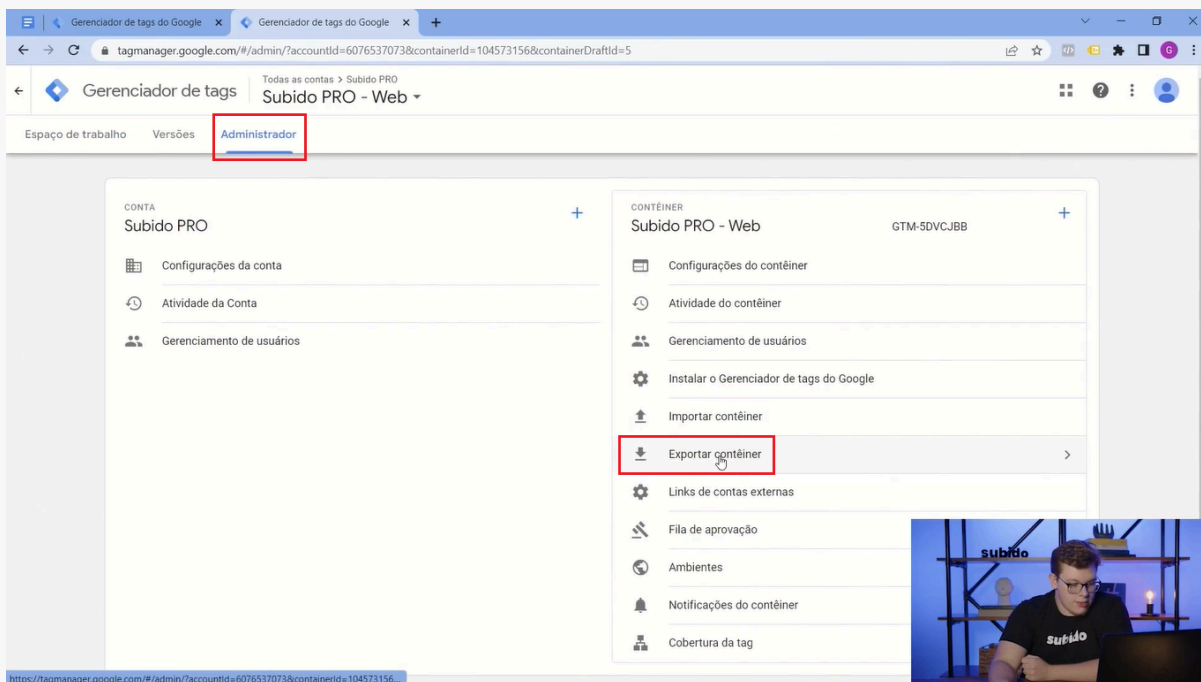 Gerenciador de tags do Google
Gerenciador de tags do Google
tagmanager.google.com/#/admin/?accountId=6076537073&containerId=104573156&containerDraftId=5
G
Gerenciador de tags
Todas as contas > Subido PRO
Subido PRO - Web
Espaço de trabalho
Versões
Administrador
CONTA
Subido PRO
Configurações da conta
Atividade da Conta
Gerenciamento de usuários
CONTÊINER
Subido PRO - Web
GTM-5DVCJBB
Configurações do contêiner
Atividade do contêiner
Gerenciamento de usuários
Instalar o Gerenciador de tags do Google
Importar contêiner
Exportar contêiner
Links de contas externas
Fila de aprovação
Ambientes
Notificações do contêiner
Cobertura da tag
subido
subido
https://tagmanager.google.com/#/admin/?accountId=6076537073&containerId=104573156...